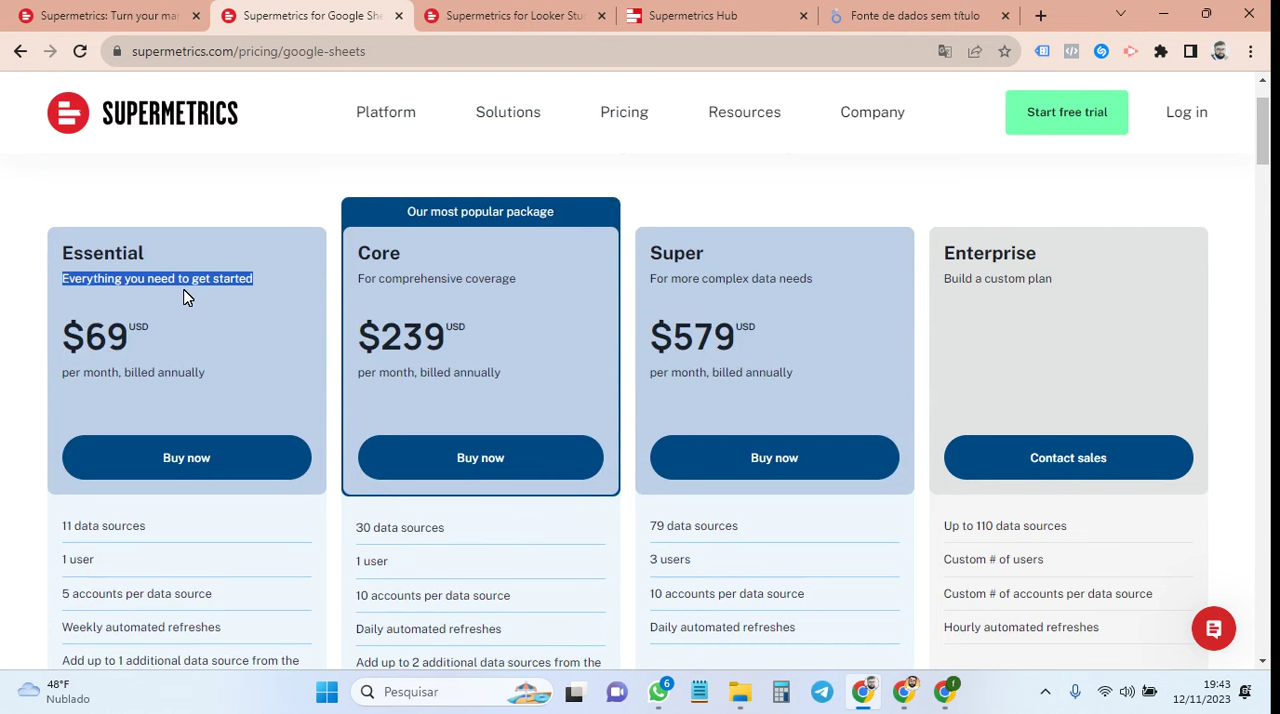 Supermetrics: Turn your mar
Supermetrics for Google She
Supermetrics for Looker Stu
Supermetrics Hub
Fonte de dados sem título
supermetrics.com/pricing/google-sheets
SUPERMETRICS
Platform
Solutions
Pricing
Resources
Company
Start free trial
Log in
Our most popular package
Essential
Everything you need to get started
$69 USD
per month, billed annually
Buy now
11 data sources
1 user
5 accounts per data source
Weekly automated refreshes
Add up to 1 additional data source from the
Core
For comprehensive coverage
$239 USD
per month, billed annually
Buy now
30 data sources
1 user
10 accounts per data source
Daily automated refreshes
Add up to 2 additional data sources from the
Super
For more complex data needs
$579 USD
per month, billed annually
Buy now
79 data sources
3 users
10 accounts per data source
Daily automated refreshes
Enterprise
Build a custom plan
Contact sales
Up to 110 data sources
Custom # of users
Custom # of accounts per data source
Hourly automated refreshes
48°F
Nublado
Pesquisar
6
f
19:43
12/11/2023